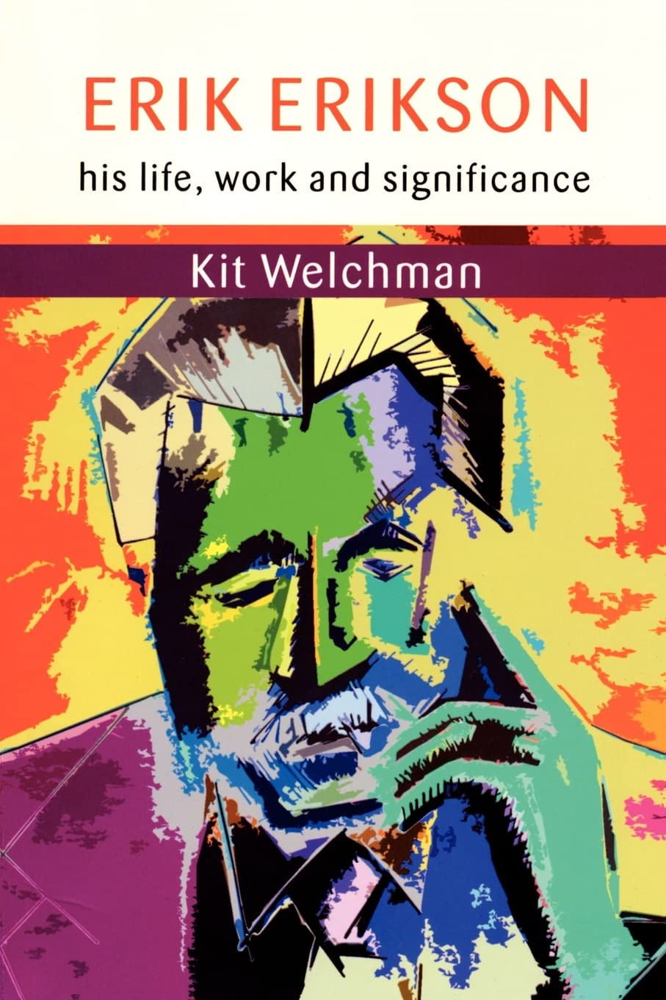 ERIK ERIKSON
his life, work and significance
Kit Welchman